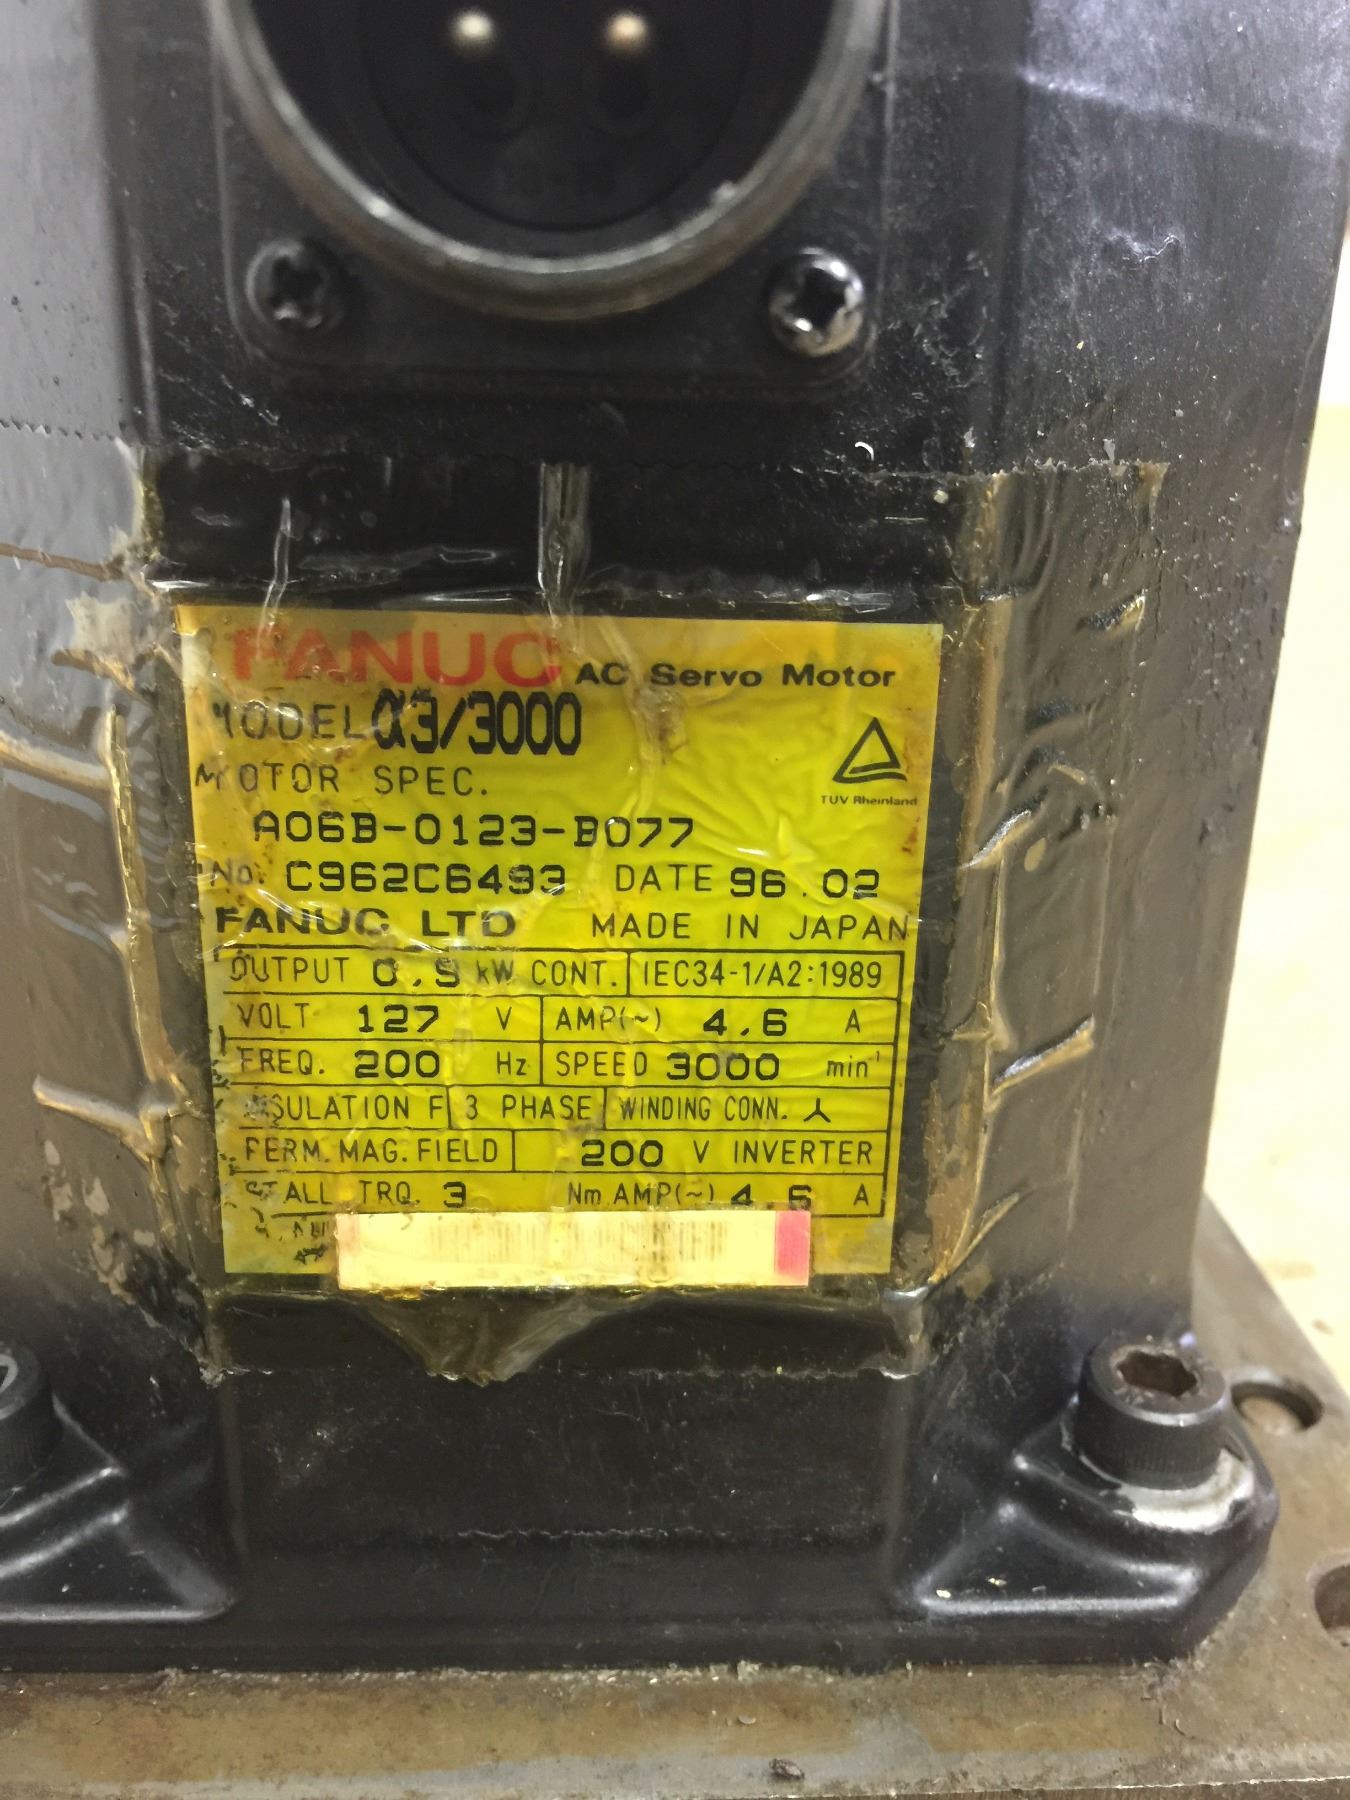 FANUC AC Servo Motor
MODEL α3/3000
MOTOR SPEC.
TUV Rheinland
A06B-0123-B077
No. C962C6493 DATE 96.02
FANUC LTD MADE IN JAPAN
OUTPUT 0.9 kW CONT. IEC34-1/A2:1989
VOLT 127 V AMP(~) 4.6 A
FREQ. 200 Hz SPEED 3000 min⁻¹
INSULATION F 3 PHASE WINDING CONN. 人
PERM. MAG. FIELD 200 V INVERTER
STALL TRQ. 3 Nm AMP(~) 4.6 A